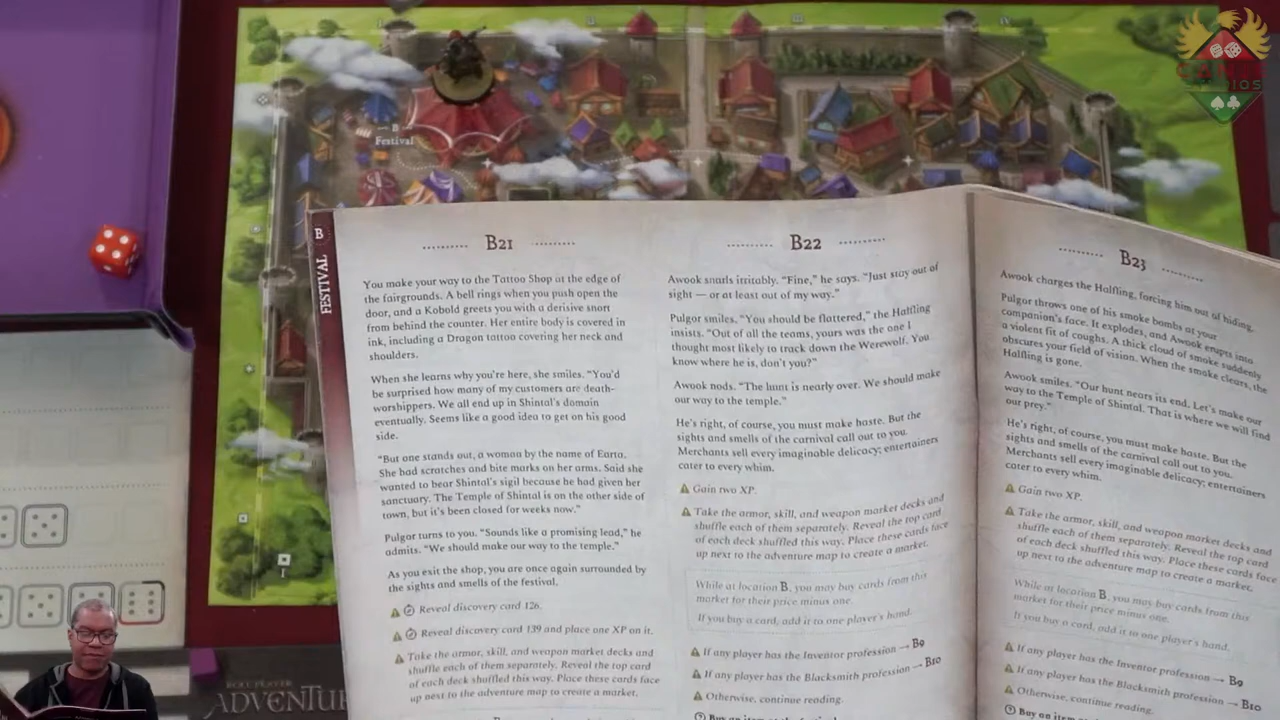 B
Festival
CAPE
STUDIOS
I
FESTIVAL
B
B21
You make your way to the Tattoo Shop at the edge of
the fairgrounds. A bell rings when you push open the
door, and a Kobold greets you with a derisive snort
from behind the counter. Her entire body is covered in
ink, including a Dragon tattoo covering her neck and
shoulders.
When she learns why you're here, she smiles. "You'd
be surprised how many of my customers are death-
worshippers. We all end up in Shintal's domain
eventually. Seems like a good idea to get on his good
side.
"But one stands out, a woman by the name of Earta.
She had scratches and bite marks on her arms. Said she
wanted to bear Shintal's sigil because he had given her
sanctuary. The Temple of Shintal is on the other side of
town, but it's been closed for weeks now."
Pulgor turns to you. "Sounds like a promising lead," he
admits. "We should make our way to the temple."
As you exit the shop, you are once again surrounded by
the sights and smells of the festival.
Reveal discovery card 126.
Reveal discovery card 139 and place one XP on it.
Take the armor, skill, and weapon market decks and
shuffle each of them separately. Reveal the top card
of each deck shuffled this way. Place these cards face
up next to the adventure map to create a market.
B22
Awook snarls irritably. "Fine," he says. "Just stay out of
sight — or at least out of my way."
Pulgor smiles. "You should be flattered," the Halfling
insists. "Out of all the teams, yours was the one I
thought most likely to track down the Werewolf. You
know where he is, don't you?"
Awook nods. "The hunt is nearly over. We should make
our way to the temple."
He's right, of course, you must make haste. But the
sights and smells of the carnival call out to you.
Merchants sell every imaginable delicacy; entertainers
cater to every whim.
Gain two XP.
Take the armor, skill, and weapon market decks and
shuffle each of them separately. Reveal the top card
of each deck shuffled this way. Place these cards face
up next to the adventure map to create a market.
While at location B, you may buy cards from this
market for their price minus one.
If you buy a card, add it to one player's hand.
If any player has the Inventor profession → B9
If any player has the Blacksmith profession → B10
Otherwise, continue reading.
Buy an item at the
B23
Awook charges the Halfling, forcing him out of hiding.
Pulgor throws one of his smoke bombs at your
companion's face. It explodes, and Awook erupts into
a violent fit of coughs. A thick cloud of smoke suddenly
obscures your field of vision. When the smoke clears, the
Halfling is gone.
Awook smiles. "Our hunt nears its end. Let's make our
way to the Temple of Shintal. That is where we will find
our prey."
He's right, of course, you must make haste. But the
sights and smells of the carnival call out to you.
Merchants sell every imaginable delicacy; entertainers
cater to every whim.
Gain two XP.
Take the armor, skill, and weapon market decks and
shuffle each of them separately. Reveal the top card
of each deck shuffled this way. Place these cards face
up next to the adventure map to create a market.
While at location B, you may buy cards from this
market for their price minus one.
If you buy a card, add it to one player's hand.
If any player has the Inventor profession → B9
If any player has the Blacksmith profession → B10
Otherwise, continue reading.
Buy an item
ROLL PLAYER
ADVENTUR